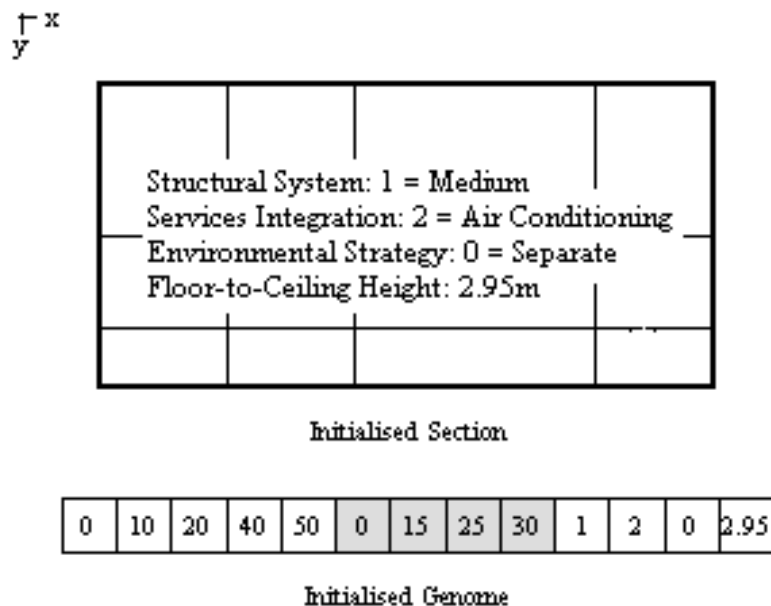 x
y
Structural System: 1 = Medium
Services Integration: 2 = Air Conditioning
Environmental Strategy: 0 = Separate
Floor-to-Ceiling Height: 2.95m
Initialised Section
0 10 20 40 50 0 15 25 30 1 2 0 2.95
Initialised Genome